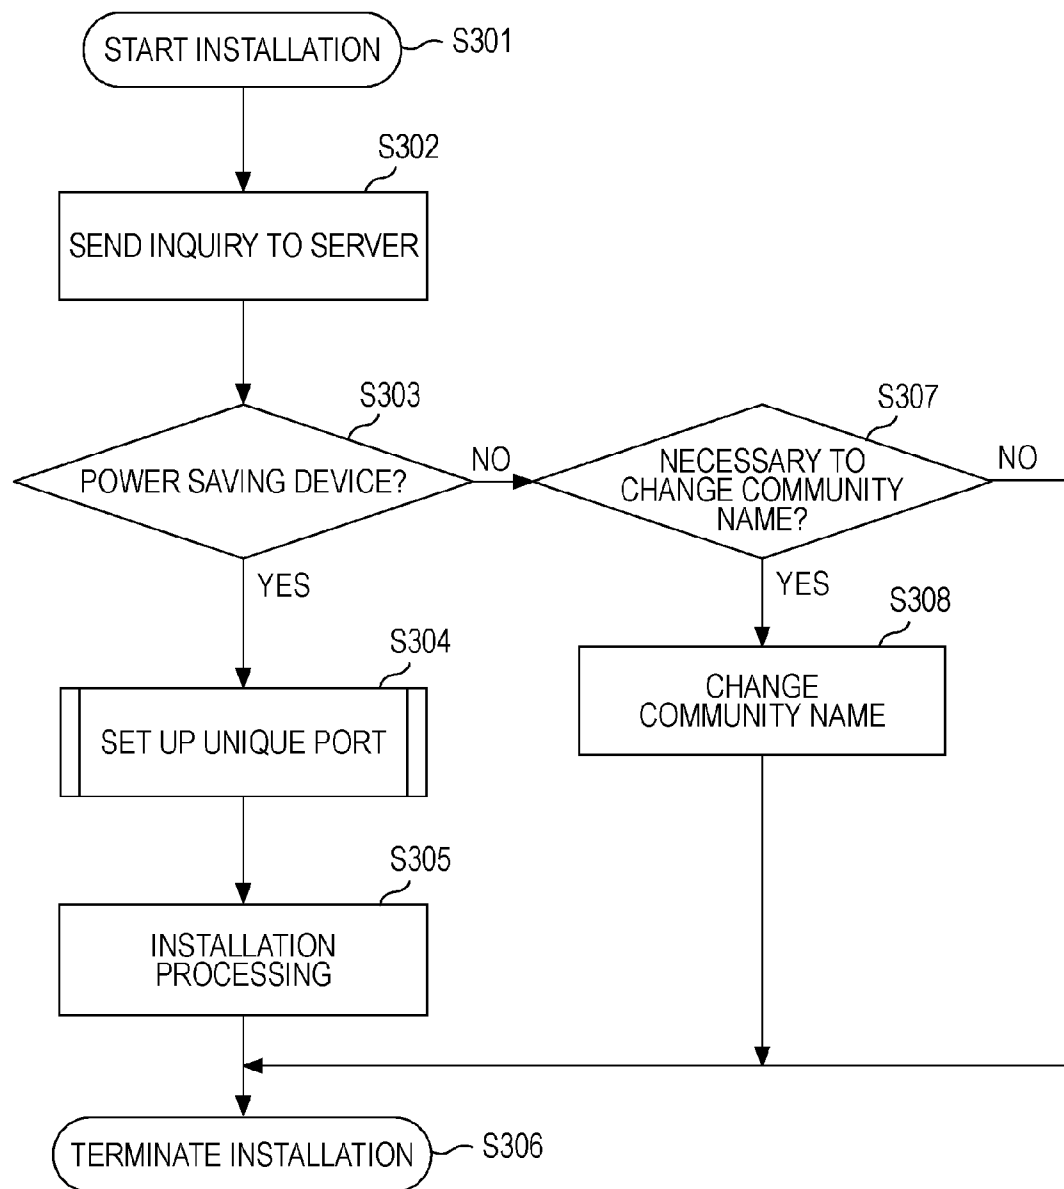 START INSTALLATION
S301
S302
SEND INQUIRY TO SERVER
S303
POWER SAVING DEVICE?
NO
YES
S307
NECESSARY TO
CHANGE COMMUNITY
NAME?
NO
YES
S304
SET UP UNIQUE PORT
S308
CHANGE
COMMUNITY NAME
S305
INSTALLATION
PROCESSING
TERMINATE INSTALLATION
S306